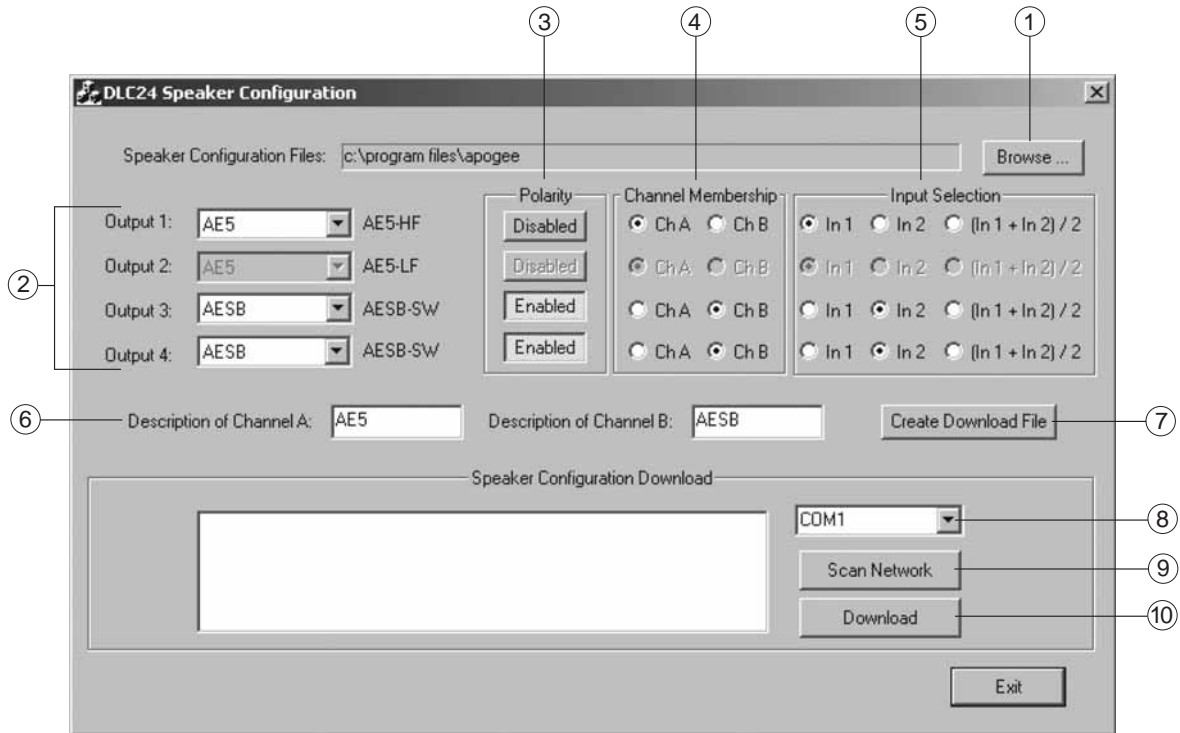 3 4 5 1
DLC24 Speaker Configuration
Speaker Configuration Files: c:\program files\apogee Browse ...
Polarity Channel Membership Input Selection
Output 1: AE5 AE5-HF Disabled Ch A Ch B In 1 In 2 (In 1 + In 2) / 2
2
Output 2: AE5 AE5-LF Disabled Ch A Ch B In 1 In 2 (In 1 + In 2) / 2
Output 3: AESB AESB-SW Enabled Ch A Ch B In 1 In 2 (In 1 + In 2) / 2
Output 4: AESB AESB-SW Enabled Ch A Ch B In 1 In 2 (In 1 + In 2) / 2
6 Description of Channel A: AE5 Description of Channel B: AESB Create Download File 7
Speaker Configuration Download
COM1 8
Scan Network 9
Download 10
Exit